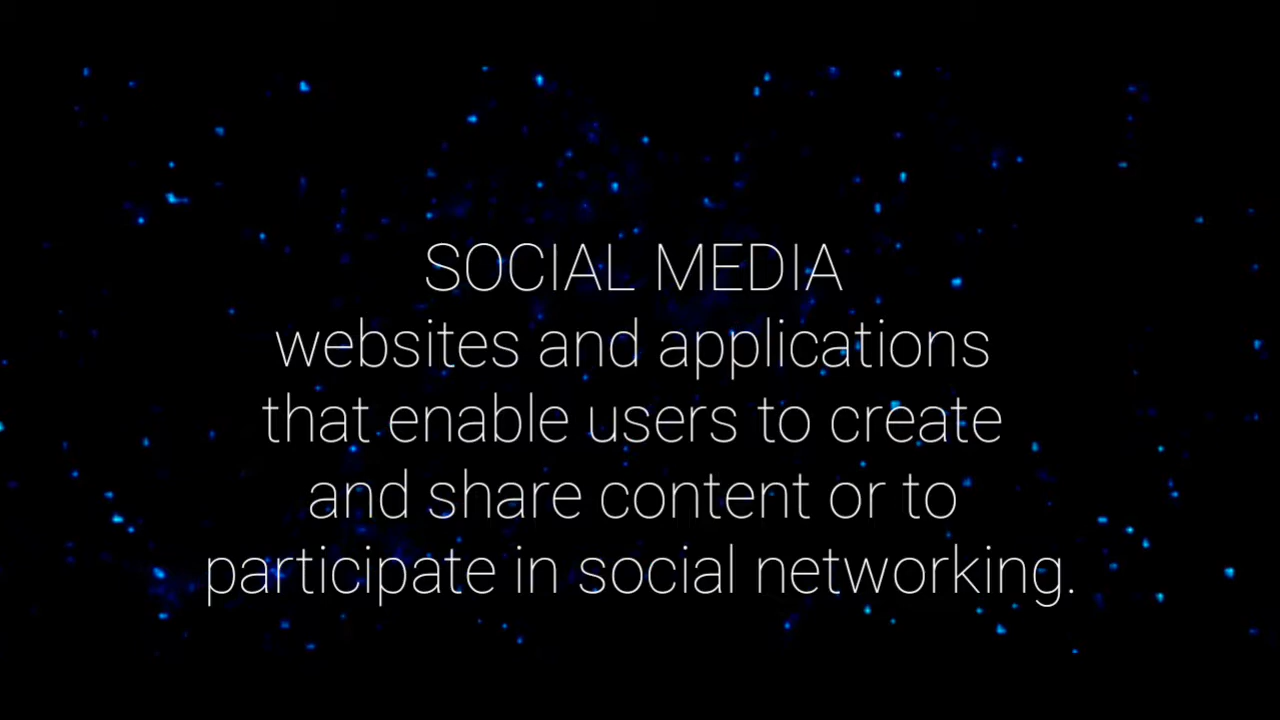 SOCIAL MEDIA
websites and applications
that enable users to create
and share content or to
participate in social networking.